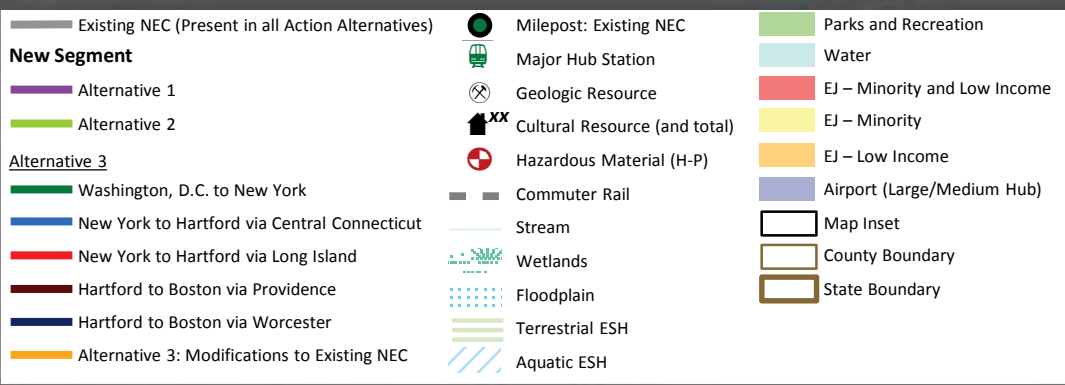 Existing NEC (Present in all Action Alternatives)
New Segment
Alternative 1
Alternative 2
Alternative 3
Washington, D.C. to New York
New York to Hartford via Central Connecticut
New York to Hartford via Long Island
Hartford to Boston via Providence
Hartford to Boston via Worcester
Alternative 3: Modifications to Existing NEC
Milepost: Existing NEC
Major Hub Station
Geologic Resource
xx Cultural Resource (and total)
Hazardous Material (H-P)
Commuter Rail
Stream
Wetlands
Floodplain
Terrestrial ESH
Aquatic ESH
Parks and Recreation
Water
EJ – Minority and Low Income
EJ – Minority
EJ – Low Income
Airport (Large/Medium Hub)
Map Inset
County Boundary
State Boundary